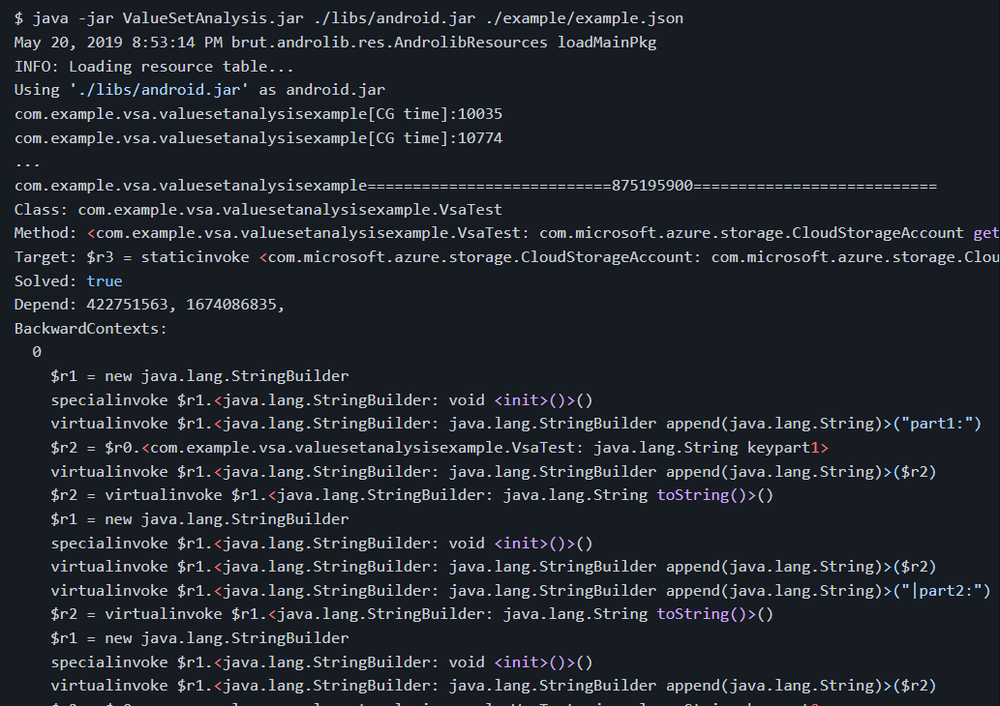 $ java -jar ValueSetAnalysis.jar ./libs/android.jar ./example/example.json
May 20, 2019 8:53:14 PM brut.androlib.res.AndrolibResources loadMainPkg
INFO: Loading resource table...
Using './libs/android.jar' as android.jar
com.example.vsa.valuesetanalysisexample[CG time]:10035
com.example.vsa.valuesetanalysisexample[CG time]:10774
...
com.example.vsa.valuesetanalysisexample===========================875195900===========================
Class: com.example.vsa.valuesetanalysisexample.VsaTest
Method: <com.example.vsa.valuesetanalysisexample.VsaTest: com.microsoft.azure.storage.CloudStorageAccount get
Target: $r3 = staticinvoke <com.microsoft.azure.storage.CloudStorageAccount: com.microsoft.azure.storage.Clou
Solved: true
Depend: 422751563, 1674086835,
BackwardContexts:
0
$r1 = new java.lang.StringBuilder
specialinvoke $r1.<java.lang.StringBuilder: void <init>()>()
virtualinvoke $r1.<java.lang.StringBuilder: java.lang.StringBuilder append(java.lang.String)>("part1:")
$r2 = $r0.<com.example.vsa.valuesetanalysisexample.VsaTest: java.lang.String keypart1>
virtualinvoke $r1.<java.lang.StringBuilder: java.lang.StringBuilder append(java.lang.String)>($r2)
$r2 = virtualinvoke $r1.<java.lang.StringBuilder: java.lang.String toString()>()
$r1 = new java.lang.StringBuilder
specialinvoke $r1.<java.lang.StringBuilder: void <init>()>()
virtualinvoke $r1.<java.lang.StringBuilder: java.lang.StringBuilder append(java.lang.String)>($r2)
virtualinvoke $r1.<java.lang.StringBuilder: java.lang.StringBuilder append(java.lang.String)>("|part2:")
$r2 = virtualinvoke $r1.<java.lang.StringBuilder: java.lang.String toString()>()
$r1 = new java.lang.StringBuilder
specialinvoke $r1.<java.lang.StringBuilder: void <init>()>()
virtualinvoke $r1.<java.lang.StringBuilder: java.lang.StringBuilder append(java.lang.String)>($r2)